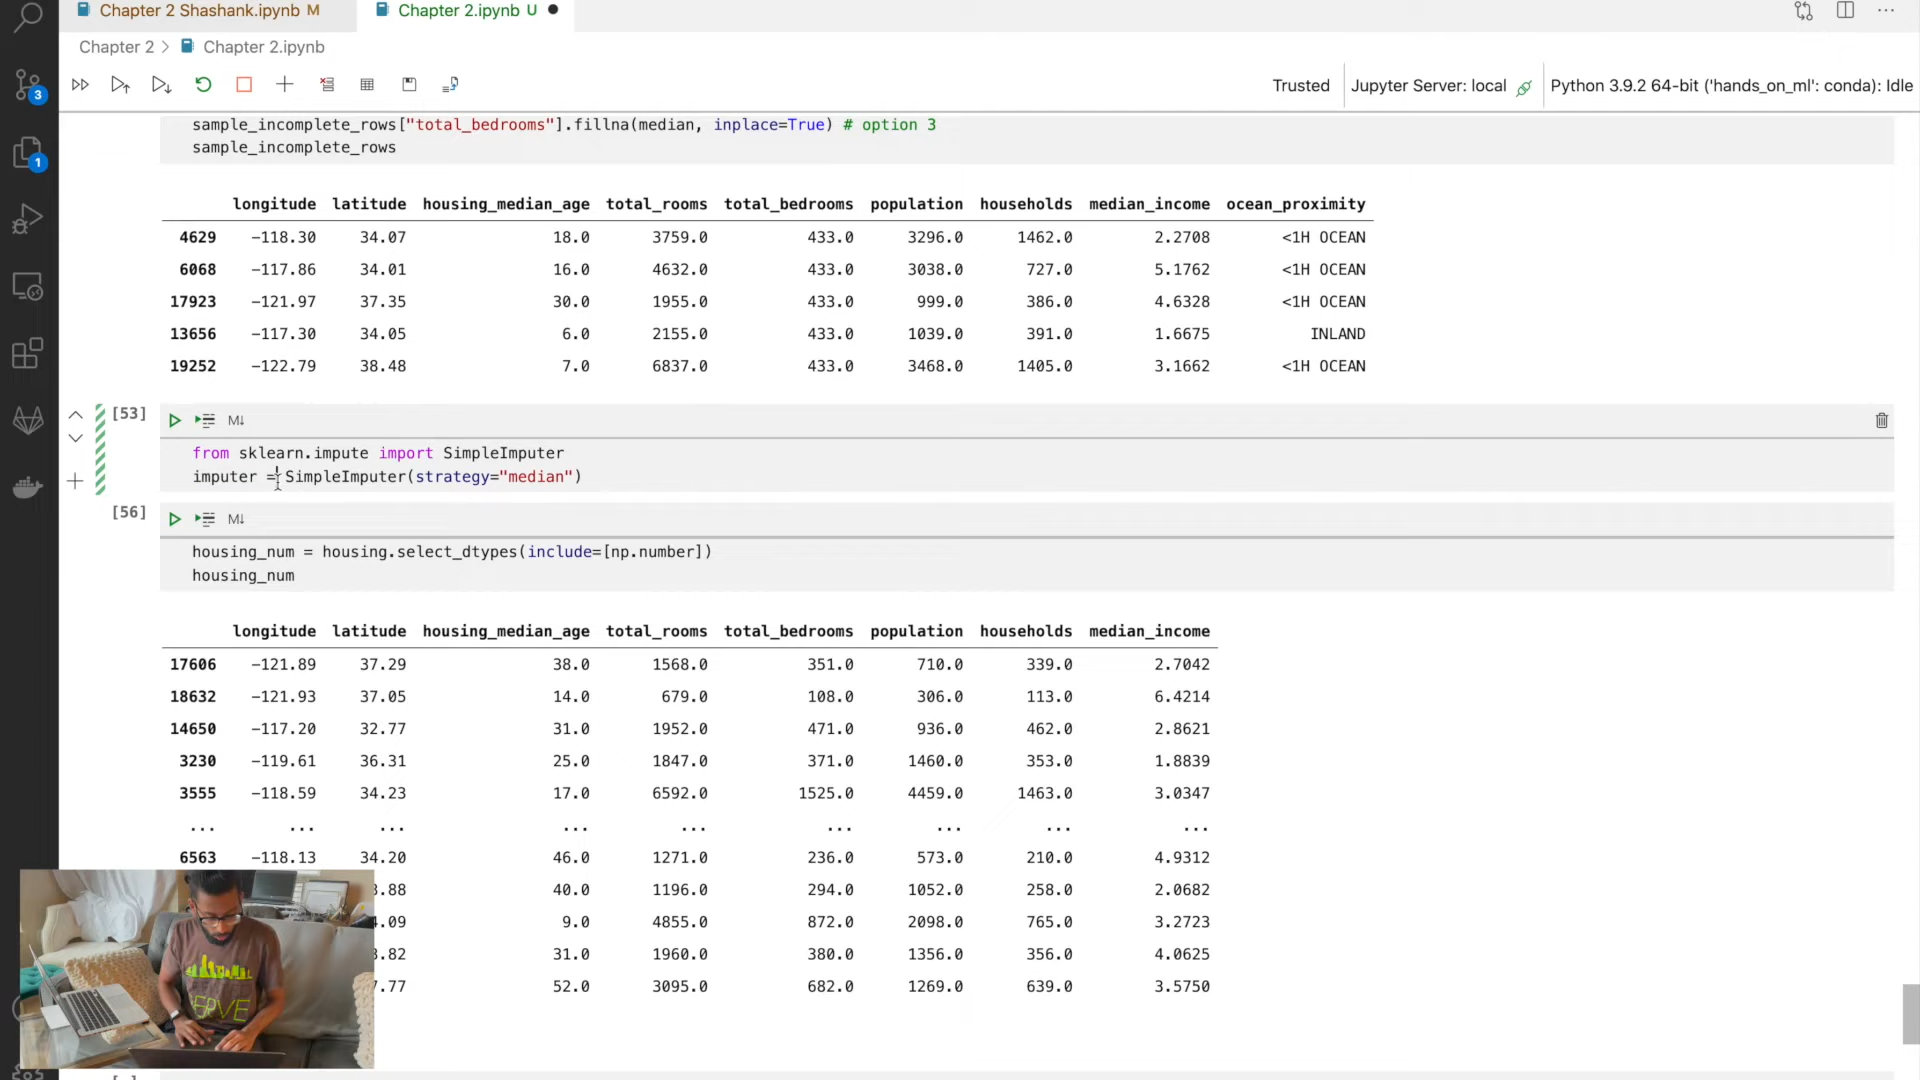 Chapter 2 Shashank.ipynb M
Chapter 2.ipynb U
Chapter 2 > Chapter 2.ipynb
Trusted
Jupyter Server: local
Python 3.9.2 64-bit ('hands_on_ml': conda): Idle
3
1
sample_incomplete_rows["total_bedrooms"].fillna(median, inplace=True) # option 3
sample_incomplete_rows
longitude latitude housing_median_age total_rooms total_bedrooms population households median_income ocean_proximity
4629 -118.30 34.07 18.0 3759.0 433.0 3296.0 1462.0 2.2708 <1H OCEAN
6068 -117.86 34.01 16.0 4632.0 433.0 3038.0 727.0 5.1762 <1H OCEAN
17923 -121.97 37.35 30.0 1955.0 433.0 999.0 386.0 4.6328 <1H OCEAN
13656 -117.30 34.05 6.0 2155.0 433.0 1039.0 391.0 1.6675 INLAND
19252 -122.79 38.48 7.0 6837.0 433.0 3468.0 1405.0 3.1662 <1H OCEAN
[53]
M↓
from sklearn.impute import SimpleImputer
imputer = SimpleImputer(strategy="median")
[56]
M↓
housing_num = housing.select_dtypes(include=[np.number])
housing_num
longitude latitude housing_median_age total_rooms total_bedrooms population households median_income
17606 -121.89 37.29 38.0 1568.0 351.0 710.0 339.0 2.7042
18632 -121.93 37.05 14.0 679.0 108.0 306.0 113.0 6.4214
14650 -117.20 32.77 31.0 1952.0 471.0 936.0 462.0 2.8621
3230 -119.61 36.31 25.0 1847.0 371.0 1460.0 353.0 1.8839
3555 -118.59 34.23 17.0 6592.0 1525.0 4459.0 1463.0 3.0347
... ... ... ... ... ... ... ... ...
6563 -118.13 34.20 46.0 1271.0 236.0 573.0 210.0 4.9312
.88 40.0 1196.0 294.0 1052.0 258.0 2.0682
.09 9.0 4855.0 872.0 2098.0 765.0 3.2723
.82 31.0 1960.0 380.0 1356.0 356.0 4.0625
.77 52.0 3095.0 682.0 1269.0 639.0 3.5750